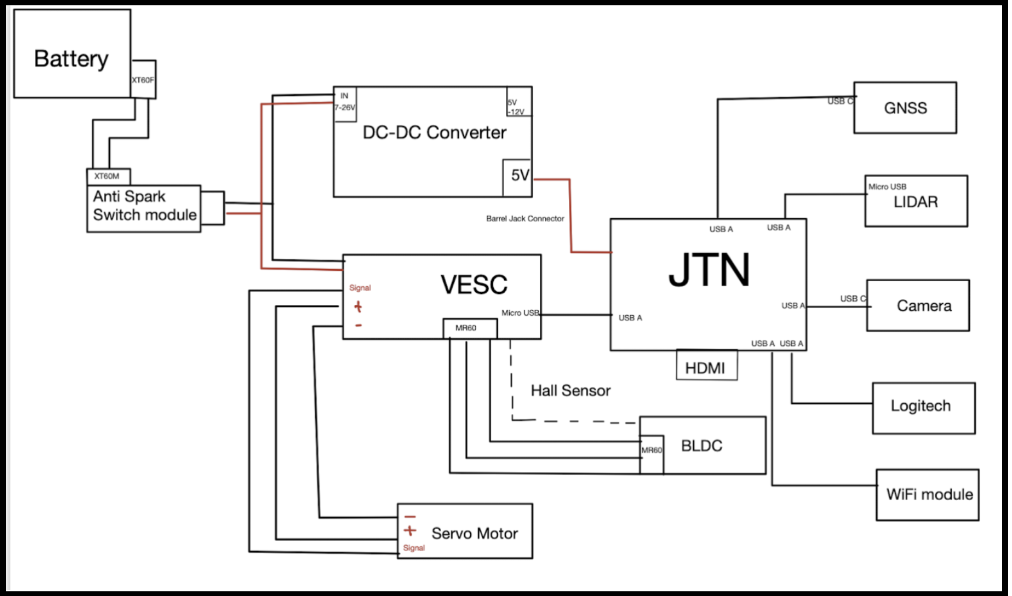 Battery
XT60F
XT60M
Anti Spark
Switch module
IN
7-26V
5V
-12V
DC-DC Converter
5V
Barrel Jack Connector
USB C
GNSS
Micro USB
LIDAR
USB A
USB A
JTN
USB A
USB C
Camera
USB A
USB A
USB A
HDMI
Signal
+
-
VESC
Micro USB
MR60
Hall Sensor
MR60
BLDC
Logitech
WiFi module
-
+
Signal
Servo Motor